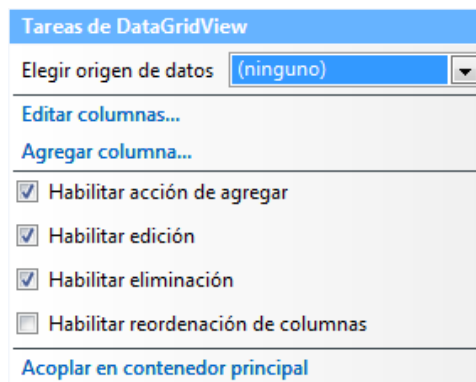 Tareas de DataGridView
Elegir origen de datos (ninguno)
Editar columnas...
Agregar columna...
Habilitar acción de agregar
Habilitar edición
Habilitar eliminación
Habilitar reordenación de columnas
Acoplar en contenedor principal